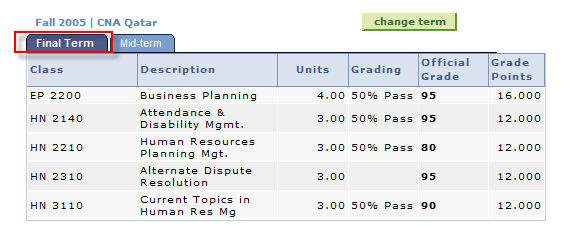 Fall 2005 | CNA Qatar change term
Final Term Mid-term
Class Description Units Grading Official Grade Grade Points
EP 2200 Business Planning 4.00 50% Pass 95 16.000
HN 2140 Attendance & Disability Mgmt. 3.00 50% Pass 95 12.000
HN 2210 Human Resources Planning Mgt. 3.00 50% Pass 80 12.000
HN 2310 Alternate Dispute Resolution 3.00 95 12.000
HN 3110 Current Topics in Human Res Mg 3.00 50% Pass 90 12.000